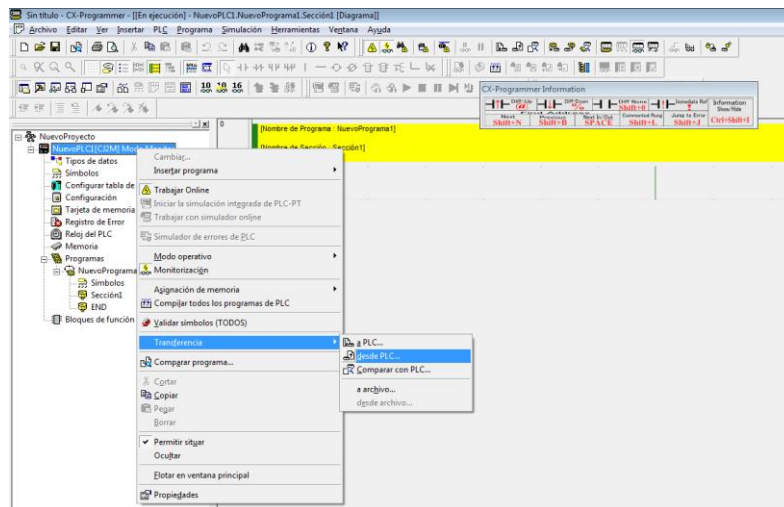 Sin título - CX-Programmer - [[En ejecución] - NuevoPLC1.NuevoPrograma1.Sección1 [Diagrama]]
Archivo Editar Ver Insertar PLC Programa Simulación Herramientas Ventana Ayuda
CX-Programmer Information
Information
Show/Hide
Next Previous Next In/Out Commented Rung Jump to Error
Shift+N Shift+B SPACE Shift+L Shift+J Ctrl+Shift+I
NuevoProyecto
NuevoPLC1[CJ2M] Modo Monitor
Tipos de datos
Símbolos
Configurar tabla de
Configuración
Tarjeta de memoria
Registro de Error
Reloj del PLC
Memoria
Programas
NuevoPrograma
Símbolos
Sección1
END
Bloques de función
0
[Nombre de Programa : NuevoPrograma1]
[Nombre de Sección : Sección1]
Cambiar...
Insertar programa
Trabajar Online
Iniciar la simulación integrada de PLC-PT
Trabajar con simulador online
Simulador de errores de PLC
Modo operativo
Monitorización
Asignación de memoria
Compilar todos los programas de PLC
Validar símbolos (TODOS)
Transferencia
Comparar programa...
Cortar
Copiar
Pegar
Borrar
Permitir situar
Ocultar
Flotar en ventana principal
Propiedades
a PLC...
desde PLC...
Comparar con PLC...
a archivo...
desde archivo...